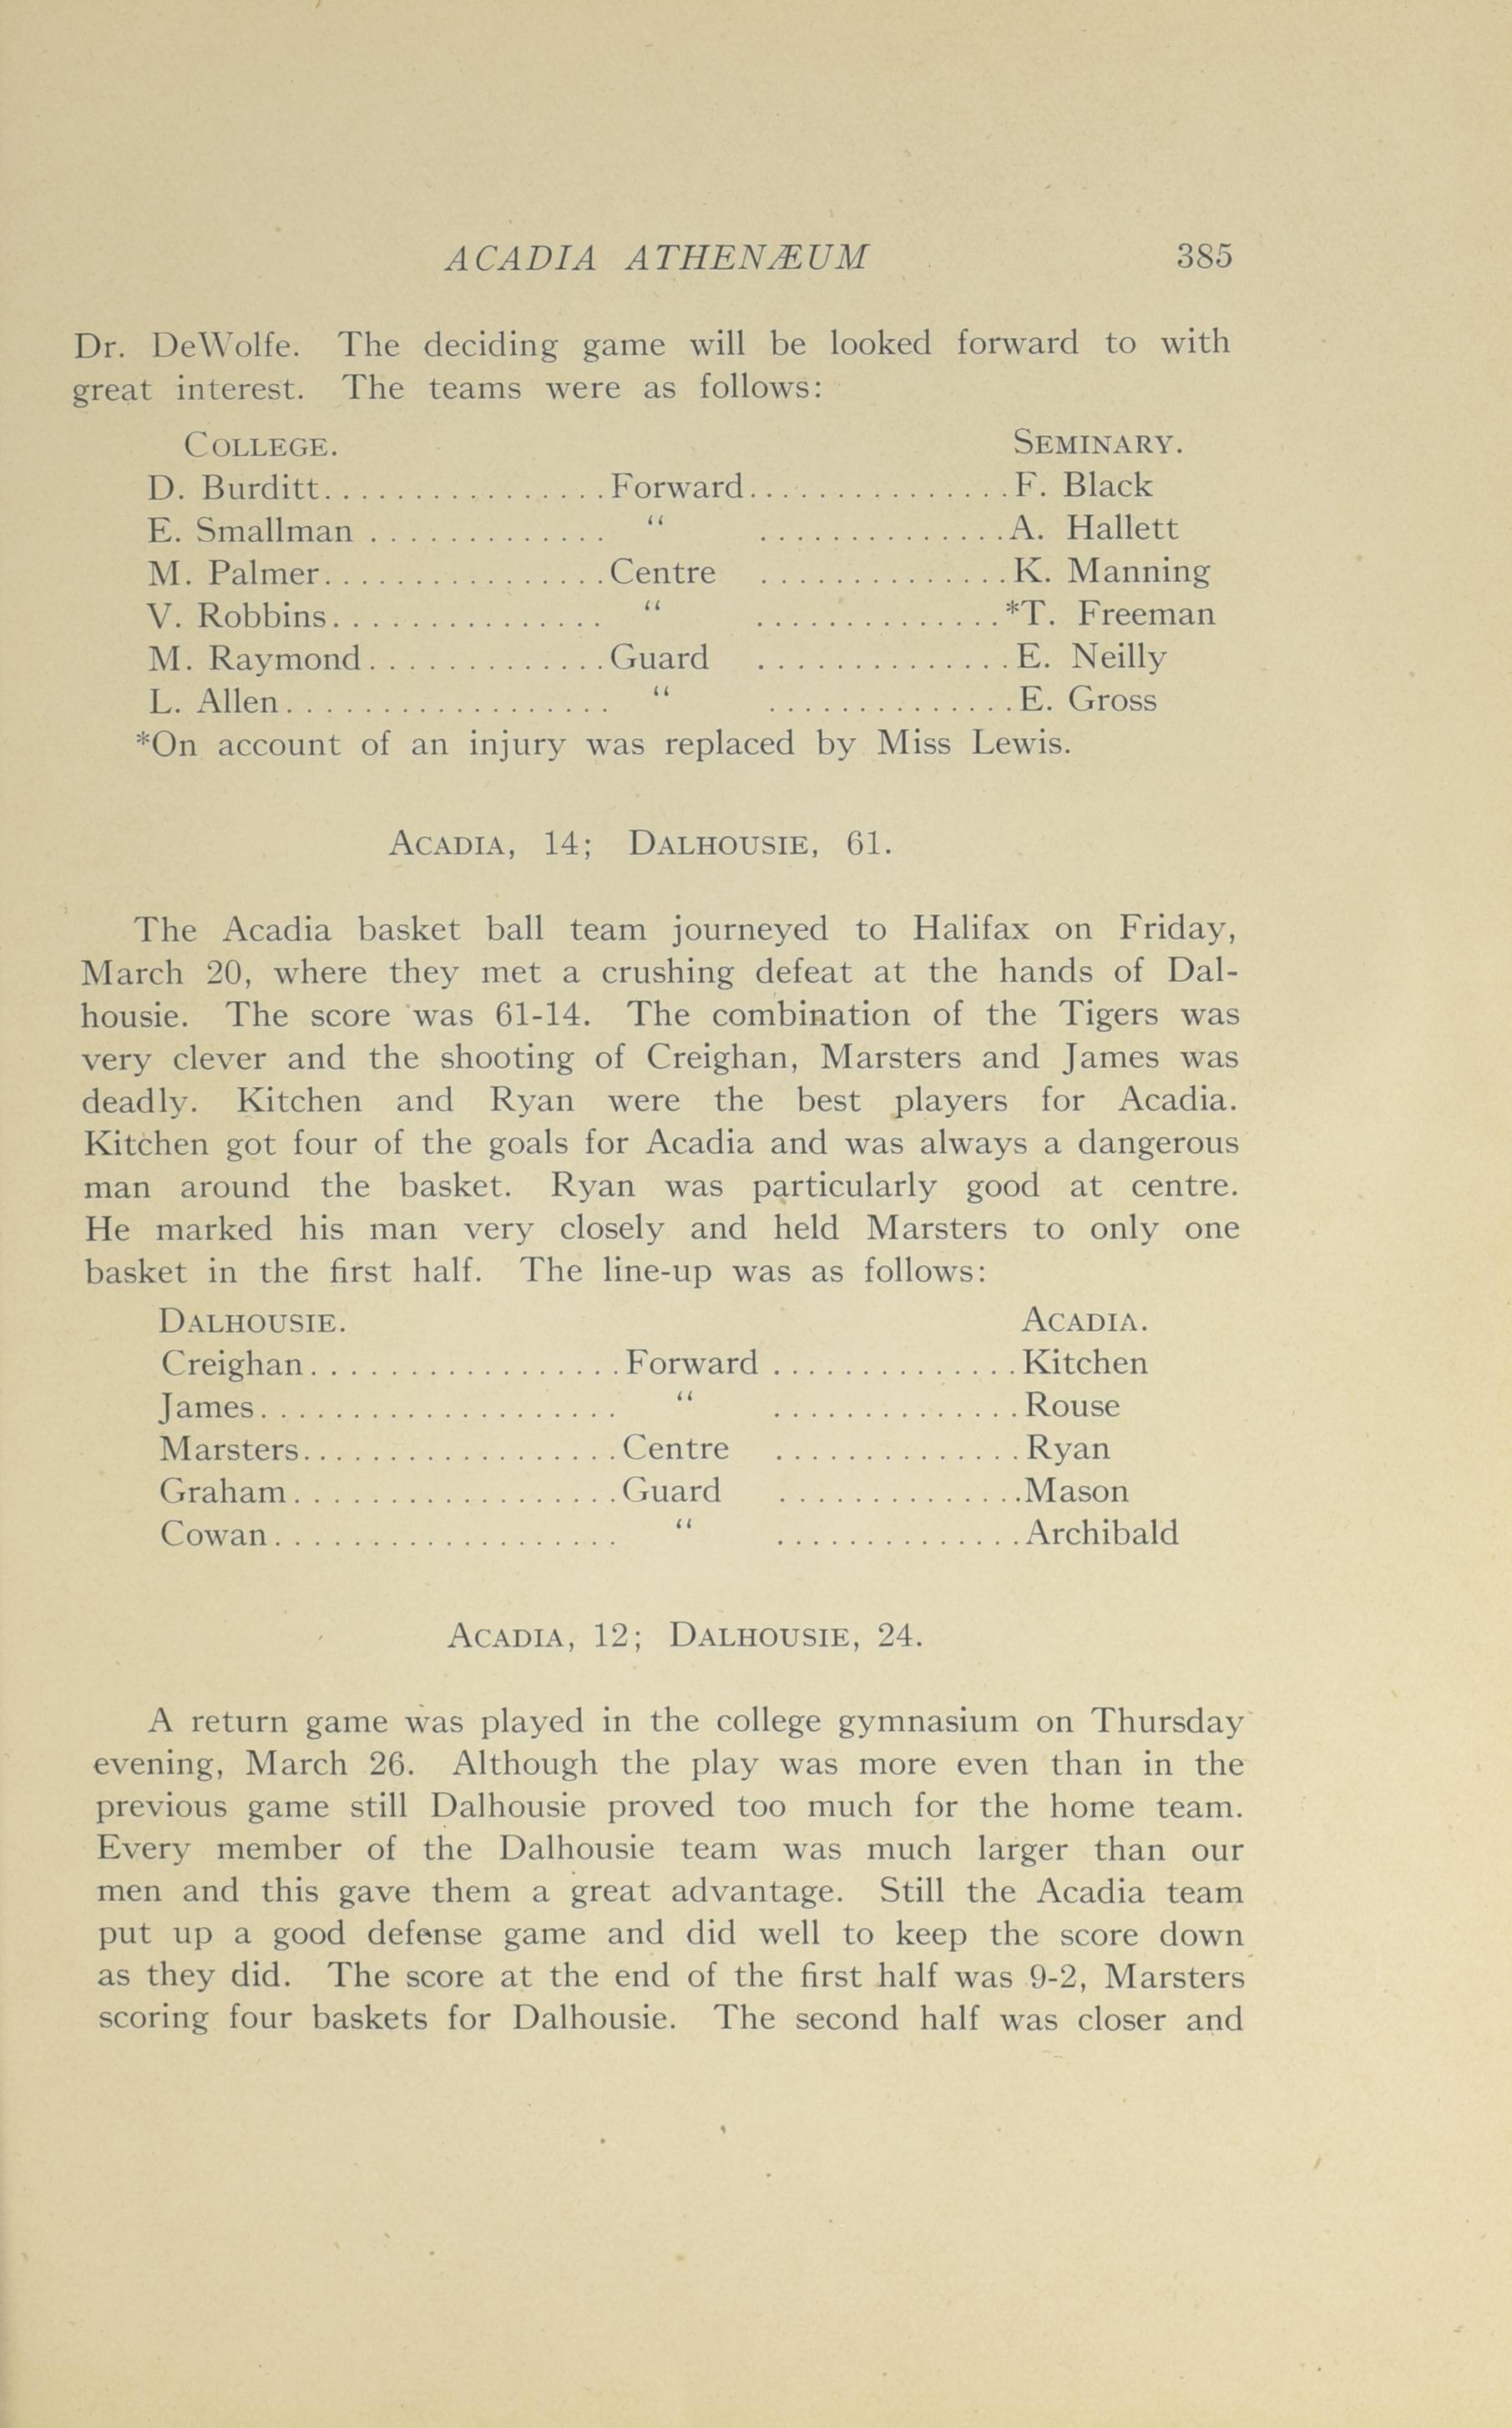 ACADIA ATHENÆUM 385
Dr. DeWolfe. The deciding game will be looked forward to with
great interest. The teams were as follows:
COLLEGE. SEMINARY.
D. Burditt................Forward...............F. Black
E. Smallman ............. “ ..............A. Hallett
M. Palmer................Centre ..............K. Manning
V. Robbins............... “ ..............*T. Freeman
M. Raymond.............Guard ..............E. Neilly
L. Allen.................. “ ..............E. Gross
*On account of an injury was replaced by Miss Lewis.
ACADIA, 14; DALHOUSIE, 61.
The Acadia basket ball team journeyed to Halifax on Friday,
March 20, where they met a crushing defeat at the hands of Dal-
housie. The score was 61-14. The combination of the Tigers was
very clever and the shooting of Creighan, Marsters and James was
deadly. Kitchen and Ryan were the best players for Acadia.
Kitchen got four of the goals for Acadia and was always a dangerous
man around the basket. Ryan was particularly good at centre.
He marked his man very closely and held Marsters to only one
basket in the first half. The line-up was as follows:
DALHOUSIE. ACADIA.
Creighan.................Forward ..............Kitchen
James.................... “ ..............Rouse
Marsters..................Centre ..............Ryan
Graham..................Guard ..............Mason
Cowan................... “ ..............Archibald
ACADIA, 12; DALHOUSIE, 24.
A return game was played in the college gymnasium on Thursday
evening, March 26. Although the play was more even than in the
previous game still Dalhousie proved too much for the home team.
Every member of the Dalhousie team was much larger than our
men and this gave them a great advantage. Still the Acadia team
put up a good defense game and did well to keep the score down
as they did. The score at the end of the first half was 9-2, Marsters
scoring four baskets for Dalhousie. The second half was closer and